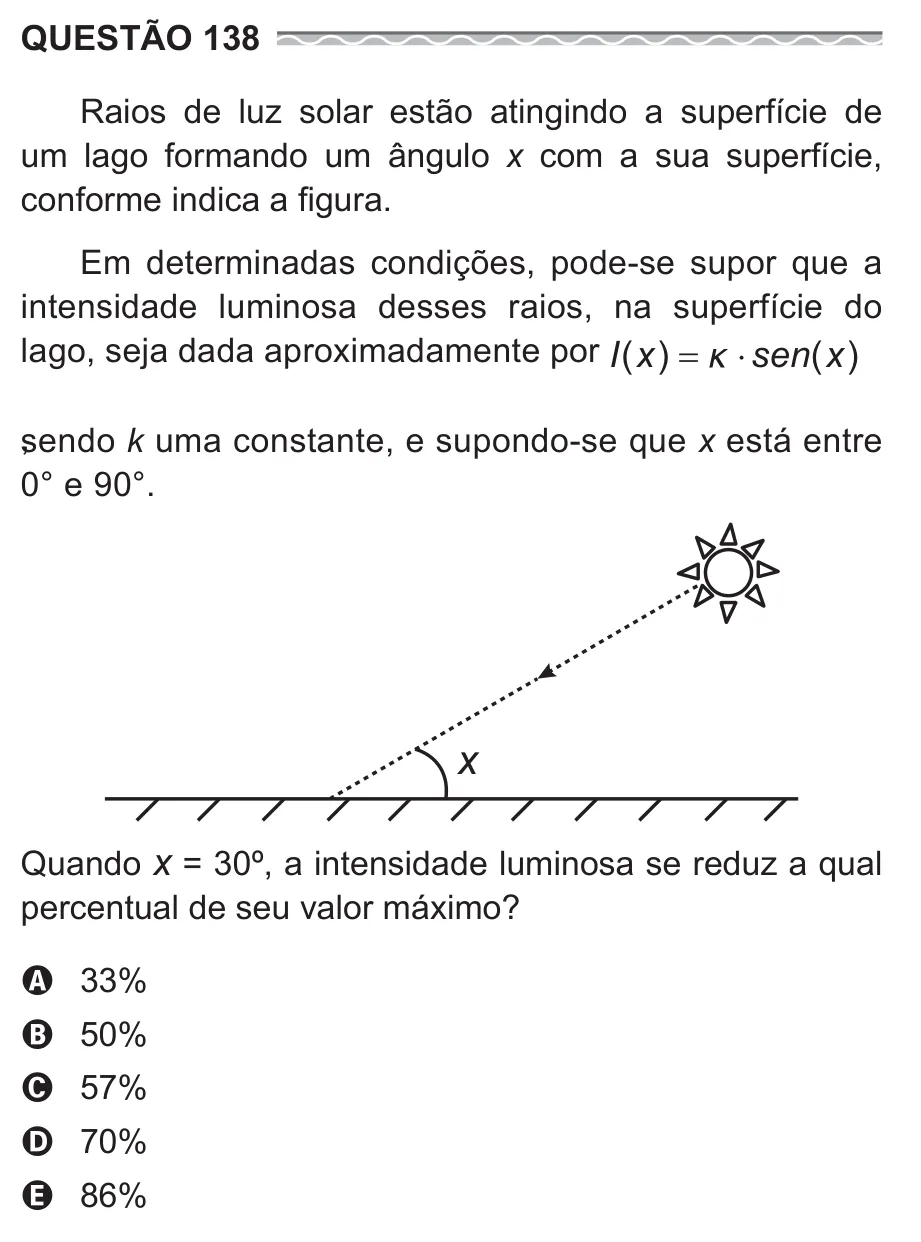 QUESTÃO 138
Raios de luz solar estão atingindo a superfície de
um lago formando um ângulo x com a sua superfície,
conforme indica a figura.
Em determinadas condições, pode-se supor que a
intensidade luminosa desses raios, na superfície do
lago, seja dada aproximadamente por I(x) = κ · sen(x)
,
sendo k uma constante, e supondo-se que x está entre
0° e 90°.
x
Quando x = 30º, a intensidade luminosa se reduz a qual
percentual de seu valor máximo?
A 33%
B 50%
C 57%
D 70%
E 86%